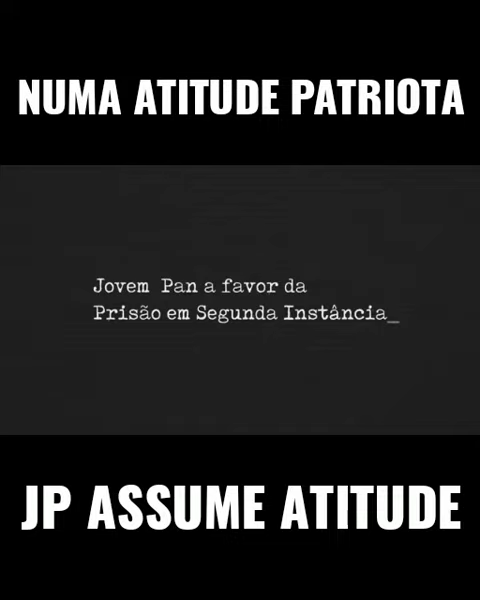 NUMA ATITUDE PATRIOTA
Jovem Pan a favor da
Prisão em Segunda Instância_
JP ASSUME ATITUDE